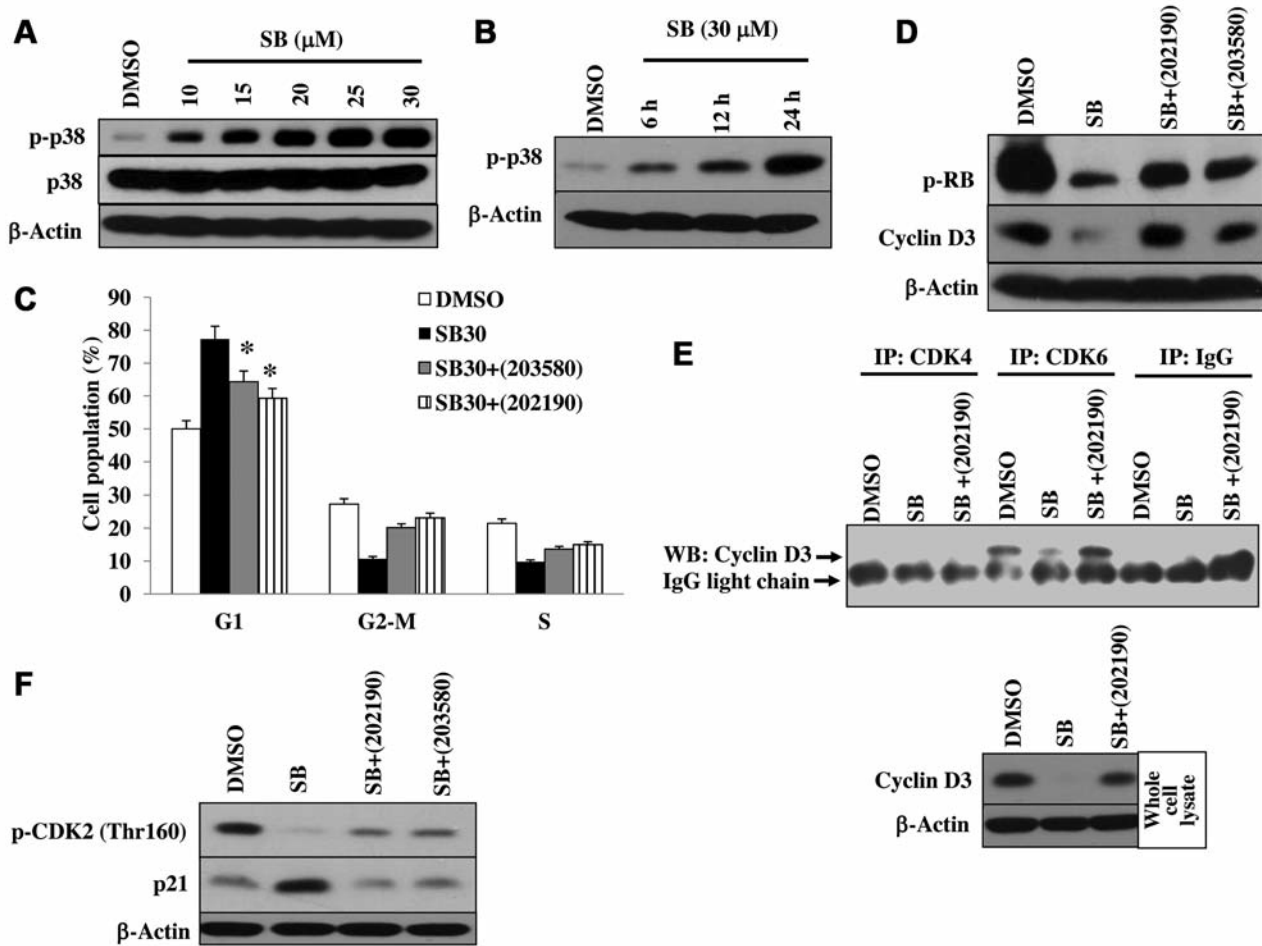 A
SB (μM)
DMSO
10
15
20
25
30
p-p38
p38
β-Actin
B
SB (30 μM)
DMSO
6 h
12 h
24 h
p-p38
β-Actin
C
Cell population (%)
90
80
70
60
50
40
30
20
10
0
DMSO
SB30
SB30+(203580)
SB30+(202190)
*
*
G1
G2-M
S
D
DMSO
SB
SB+(202190)
SB+(203580)
p-RB
Cyclin D3
β-Actin
E
IP: CDK4
IP: CDK6
IP: IgG
DMSO
SB
SB +(202190)
DMSO
SB
SB +(202190)
DMSO
SB
SB +(202190)
WB: Cyclin D3
IgG light chain
DMSO
SB
SB+(202190)
Cyclin D3
β-Actin
Whole
cell
lysate
F
DMSO
SB
SB+(202190)
SB+(203580)
p-CDK2 (Thr160)
p21
β-Actin